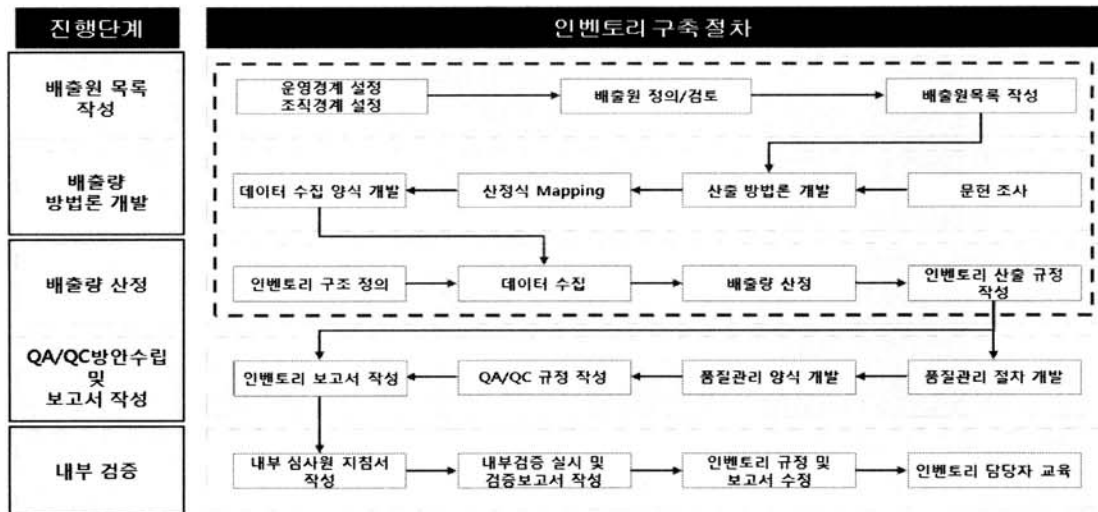 진행단계
인벤토리 구축절차
배출원 목록
작성
운영경계 설정
조직경계 설정
배출원 정의/검토
배출원목록 작성
배출량
방법론 개발
데이터 수집 양식 개발
산정식 Mapping
산출 방법론 개발
문헌 조사
배출량 산정
인벤토리 구조 정의
데이터 수집
배출량 산정
인벤토리 산출 규정
작성
QA/QC방안수립
및
보고서 작성
인벤토리 보고서 작성
QA/QC 규정 작성
품질관리 양식 개발
품질관리 절차 개발
내부 검증
내부 심사원 지침서
작성
내부검증 실시 및
검증보고서 작성
인벤토리 규정 및
보고서 수정
인벤토리 담당자 교육